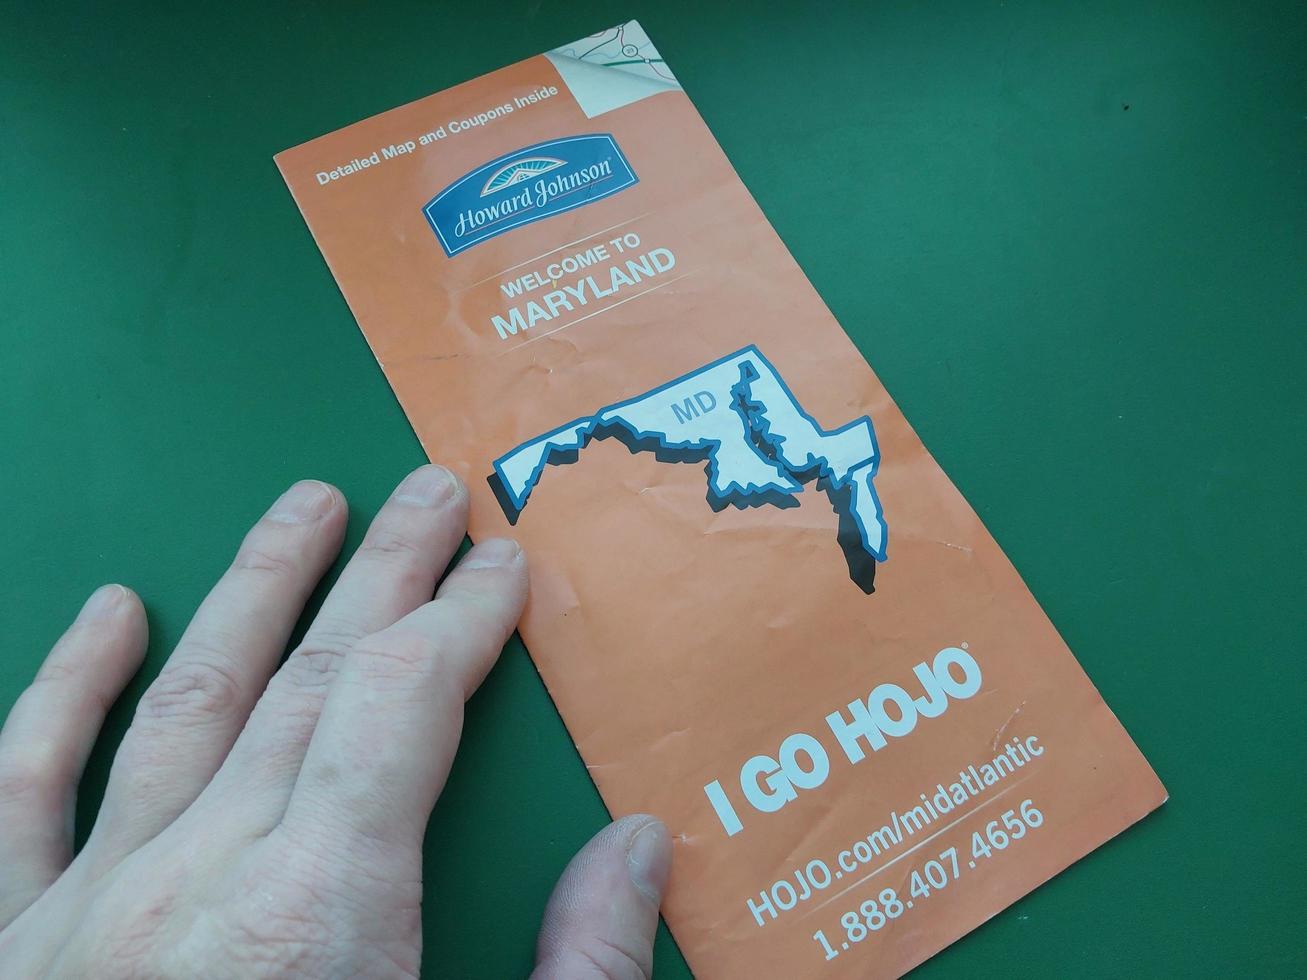 Detailed Map and Coupons Inside
Howard Johnson
WELCOME TO
MARYLAND
MD
I GO HOJO®
HOJO.com/midatlantic
1.888.407.4656